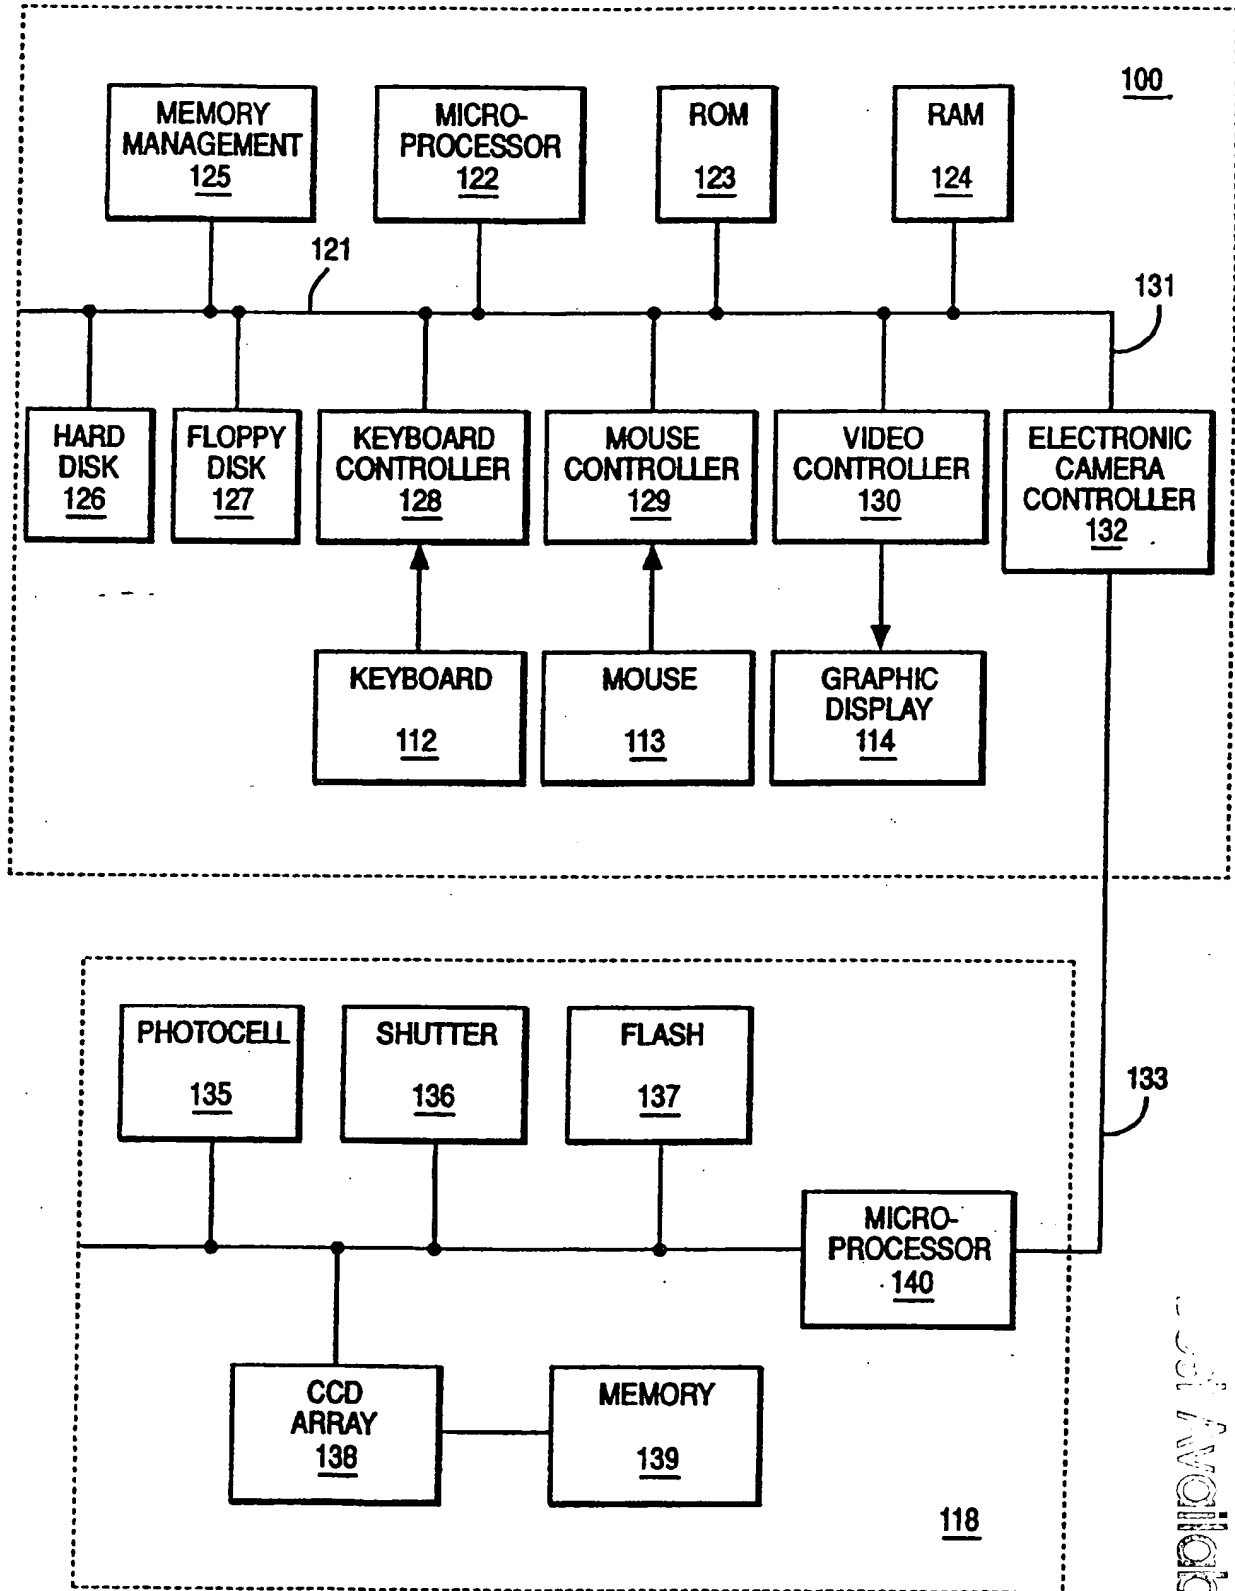 100
MEMORY
MANAGEMENT
125
MICRO-
PROCESSOR
122
ROM
123
RAM
124
121
131
HARD
DISK
126
FLOPPY
DISK
127
KEYBOARD
CONTROLLER
128
MOUSE
CONTROLLER
129
VIDEO
CONTROLLER
130
ELECTRONIC
CAMERA
CONTROLLER
132
KEYBOARD
112
MOUSE
113
GRAPHIC
DISPLAY
114
PHOTOCELL
135
SHUTTER
136
FLASH
137
133
MICRO-
PROCESSOR
140
CCD
ARRAY
138
MEMORY
139
118